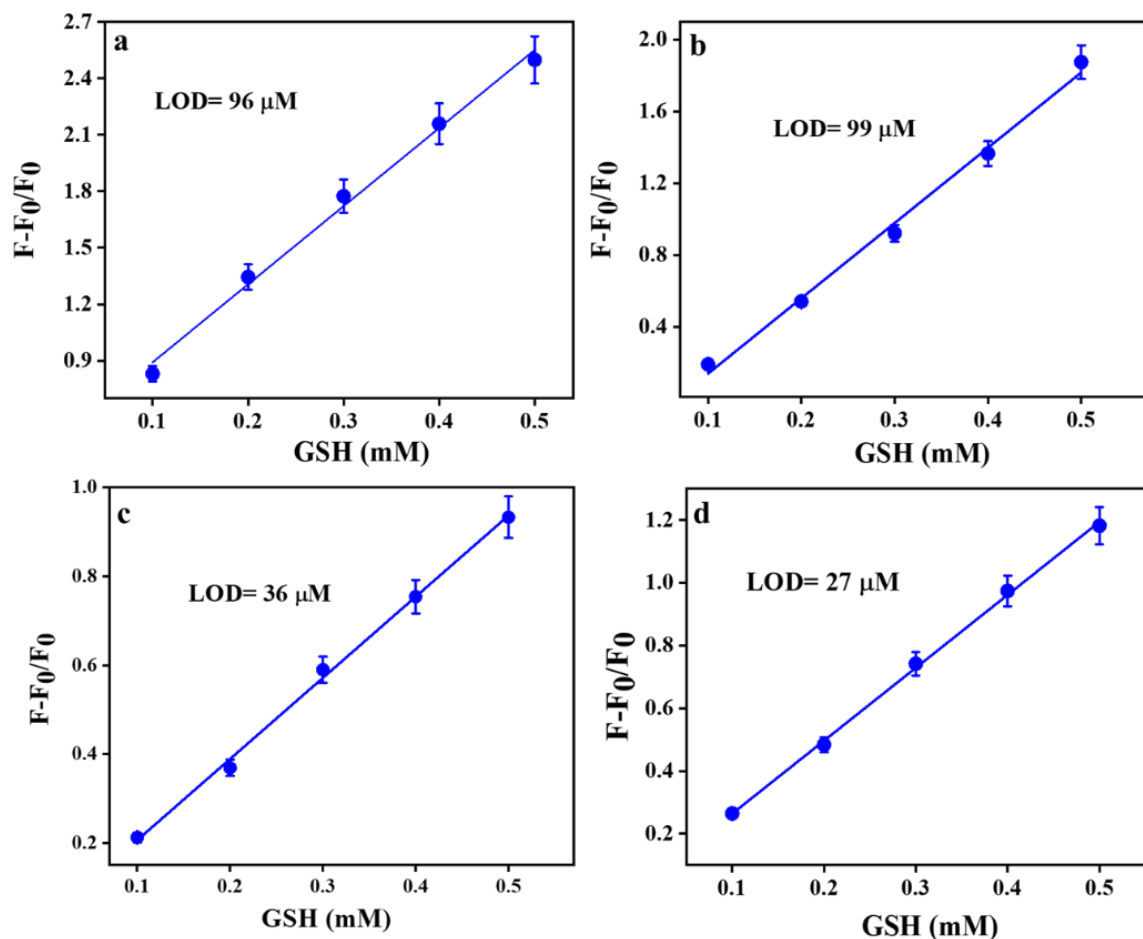 a
LOD= 96 μM
2.7
2.4
2.1
1.8
1.5
1.2
0.9
F-F0/F0
0.1 0.2 0.3 0.4 0.5
GSH (mM)
b
LOD= 99 μM
2.0
1.6
1.2
0.8
0.4
F-F0/F0
0.1 0.2 0.3 0.4 0.5
GSH (mM)
c
LOD= 36 μM
1.0
0.8
0.6
0.4
0.2
F-F0/F0
0.1 0.2 0.3 0.4 0.5
GSH (mM)
d
LOD= 27 μM
1.2
1.0
0.8
0.6
0.4
0.2
F-F0/F0
0.1 0.2 0.3 0.4 0.5
GSH (mM)